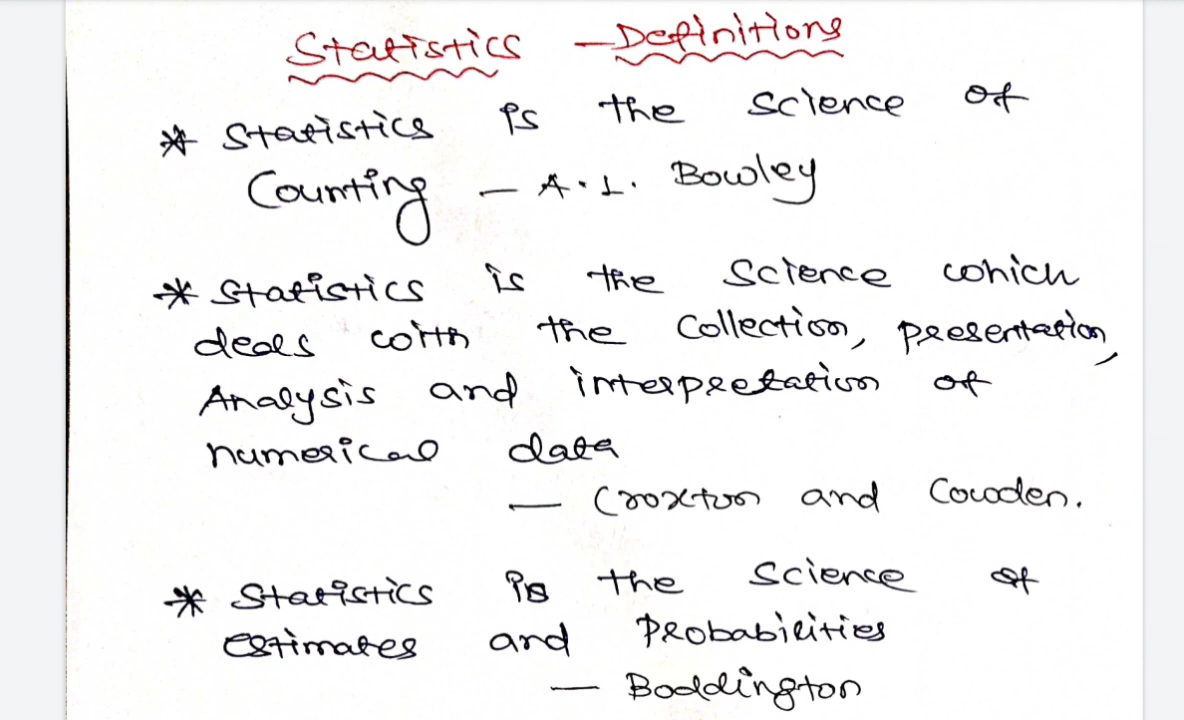 Statistics - Definitions
* Statistics is the science of
Counting - A.L. Bowley
* Statistics is the Science which
deals with the Collection, presentation,
Analysis and interpretation of
numerical data
- Croxton and Cowden.
* Statistics is the Science of
estimates and Probabilities
- Boddington